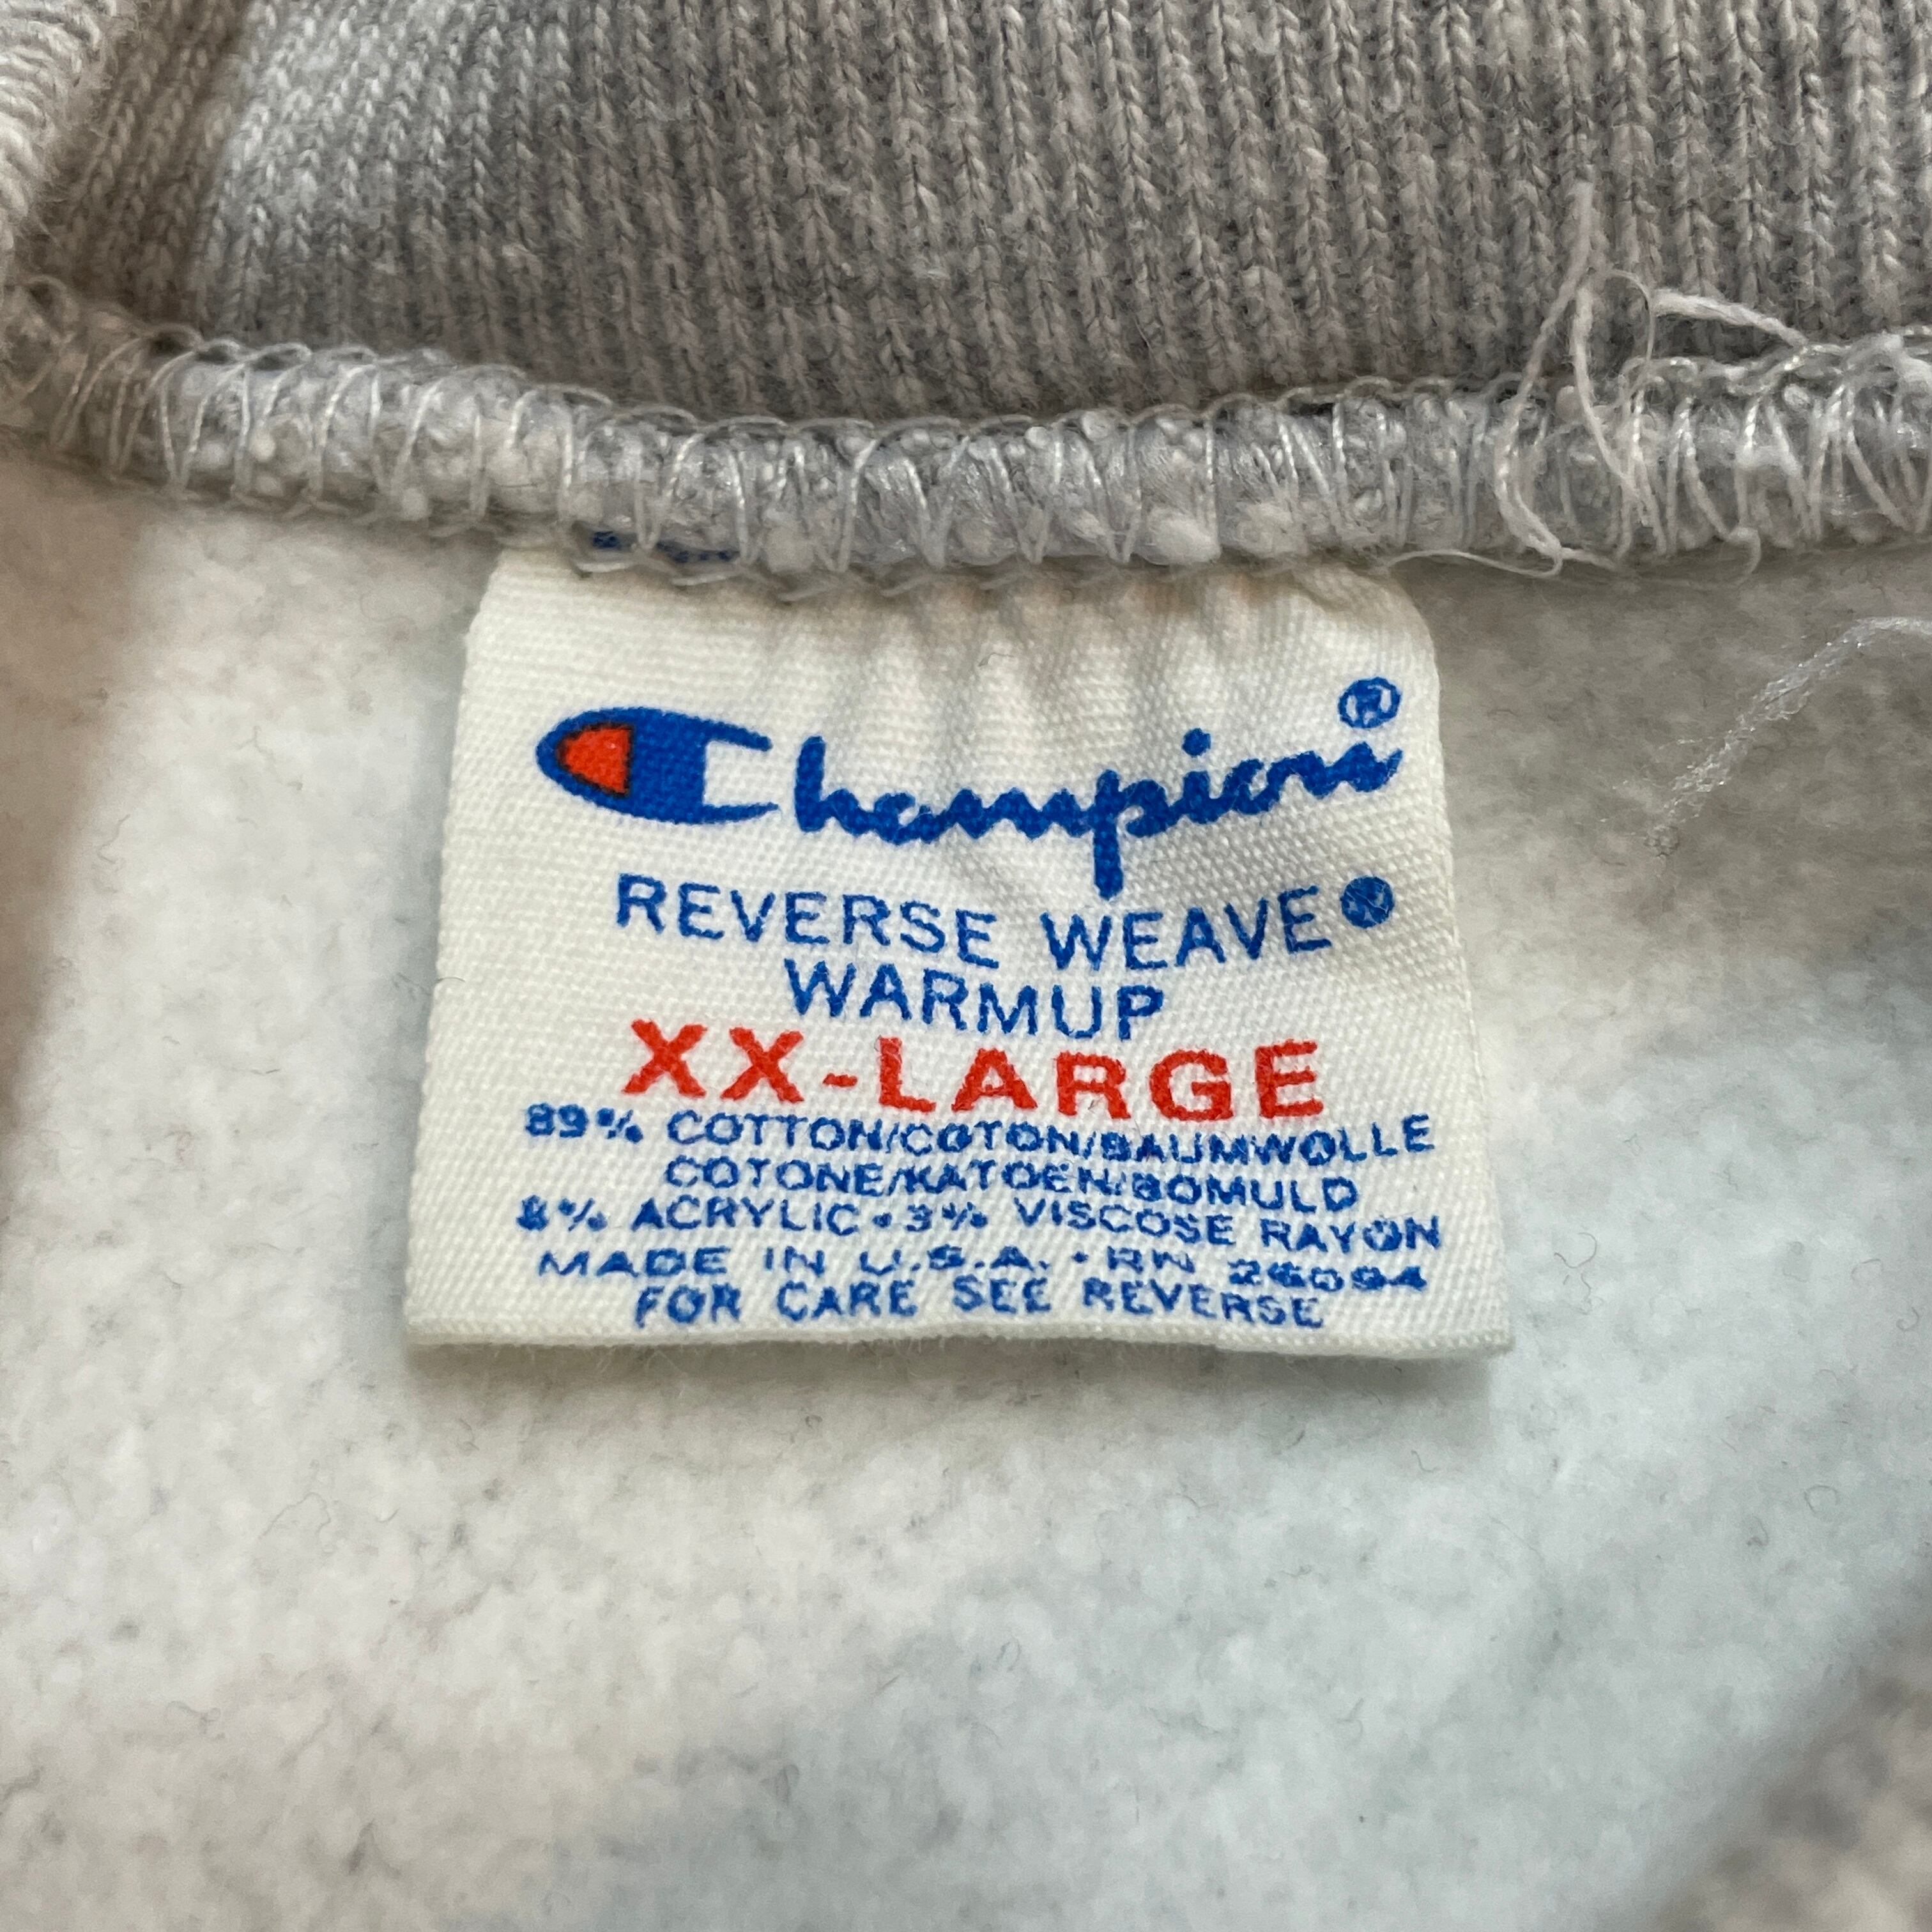 Champion®
REVERSE WEAVE®
WARMUP
XX-LARGE
89% COTTON/COTON/BAUMWOLLE
COTONE/KATOEN/BOMULD
8% ACRYLIC • 3% VISCOSE RAYON
MADE IN U.S.A. • RN 26094
FOR CARE SEE REVERSE